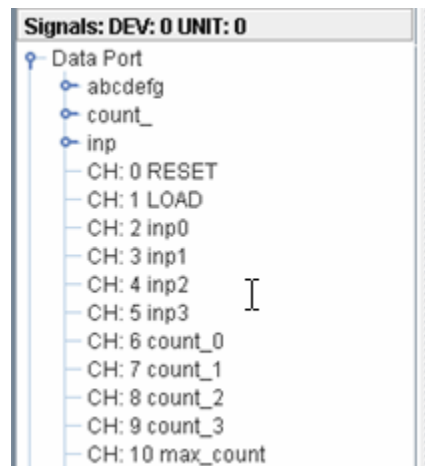 Signals: DEV: 0 UNIT: 0
Data Port
abcdefg
count_
inp
CH: 0 RESET
CH: 1 LOAD
CH: 2 inp0
CH: 3 inp1
CH: 4 inp2
CH: 5 inp3
CH: 6 count_0
CH: 7 count_1
CH: 8 count_2
CH: 9 count_3
CH: 10 max_count